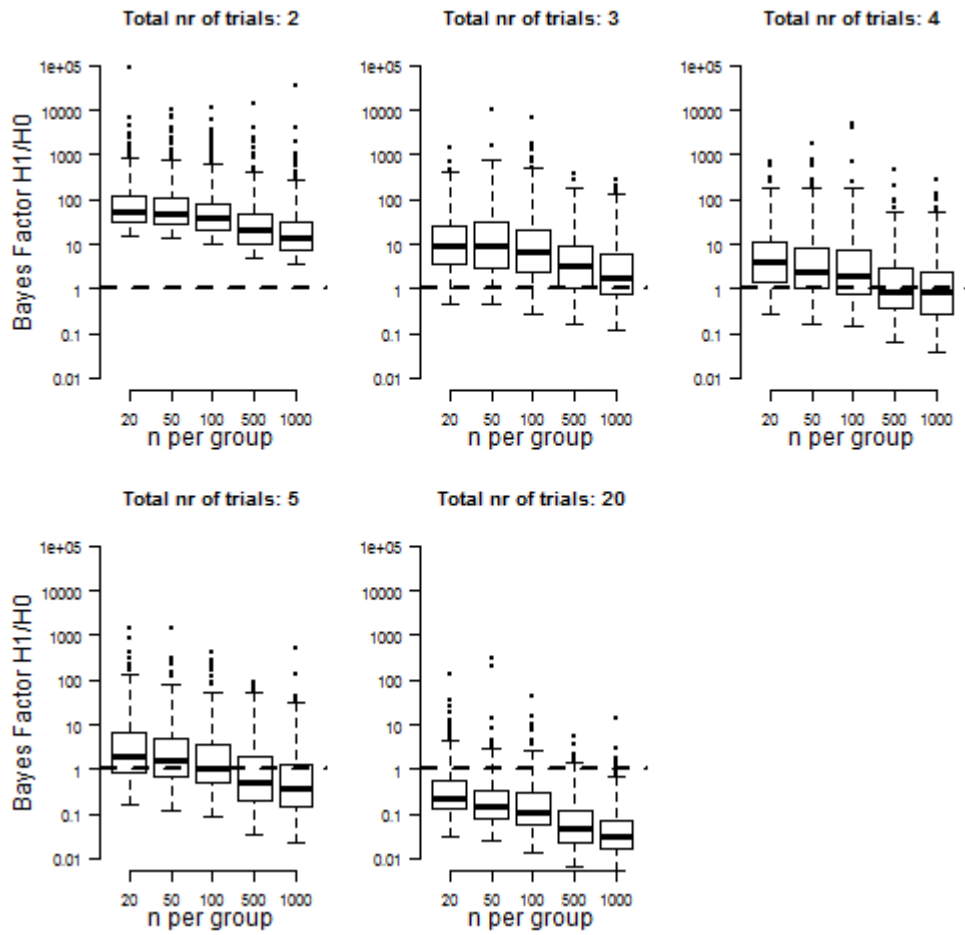 Total nr of trials: 2
Bayes Factor H1/H0
1e+05
10000
1000
100
10
1
0.1
0.01
20 50 100 500 1000
n per group
Total nr of trials: 3
1e+05
10000
1000
100
10
1
0.1
0.01
20 50 100 500 1000
n per group
Total nr of trials: 4
1e+05
10000
1000
100
10
1
0.1
0.01
20 50 100 500 1000
n per group
Total nr of trials: 5
Bayes Factor H1/H0
1e+05
10000
1000
100
10
1
0.1
0.01
20 50 100 500 1000
n per group
Total nr of trials: 20
1e+05
10000
1000
100
10
1
0.1
0.01
20 50 100 500 1000
n per group